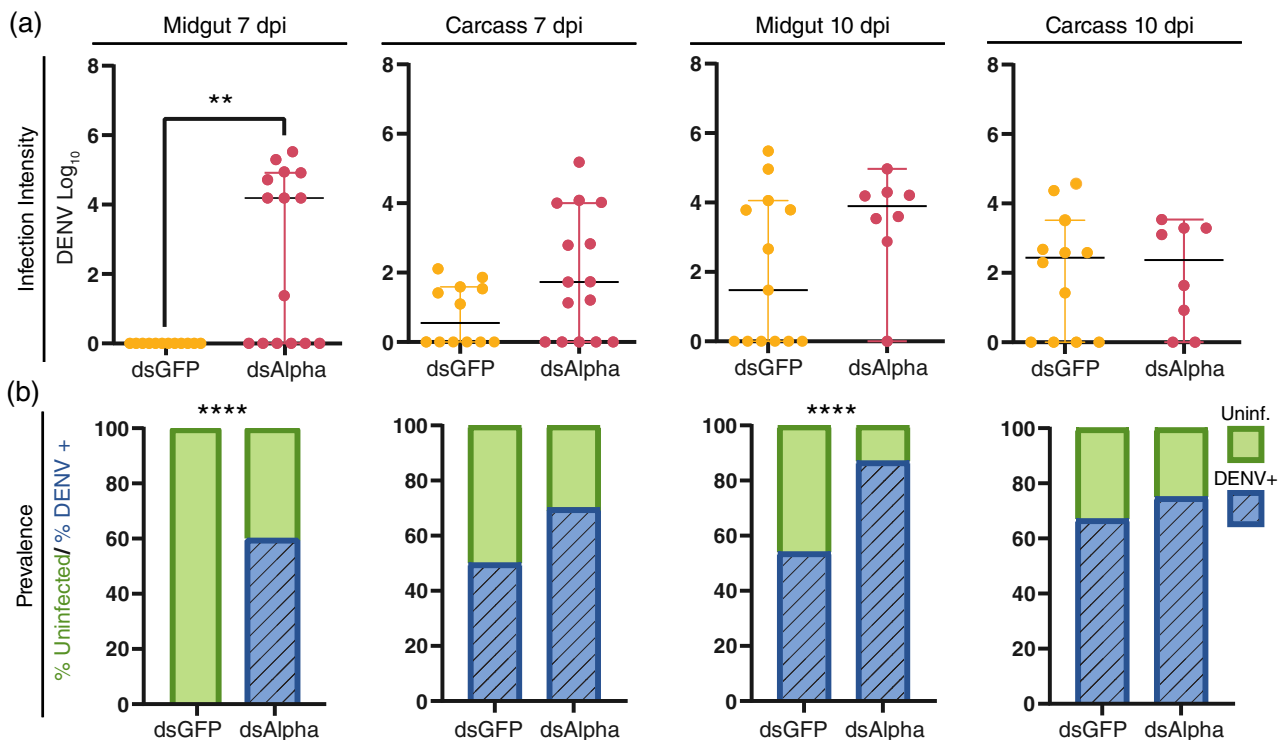 (a)
Midgut 7 dpi
Carcass 7 dpi
Midgut 10 dpi
Carcass 10 dpi
Infection Intensity
DENV Log10
8
6
4
2
0
**
dsGFP
dsAlpha
8
6
4
2
0
dsGFP
dsAlpha
8
6
4
2
0
dsGFP
dsAlpha
8
6
4
2
0
dsGFP
dsAlpha
(b)
Prevalence
% Uninfected/ % DENV +
100
80
60
40
20
0
****
dsGFP
dsAlpha
100
80
60
40
20
0
dsGFP
dsAlpha
100
80
60
40
20
0
****
dsGFP
dsAlpha
100
80
60
40
20
0
dsGFP
dsAlpha
Uninf.
DENV+